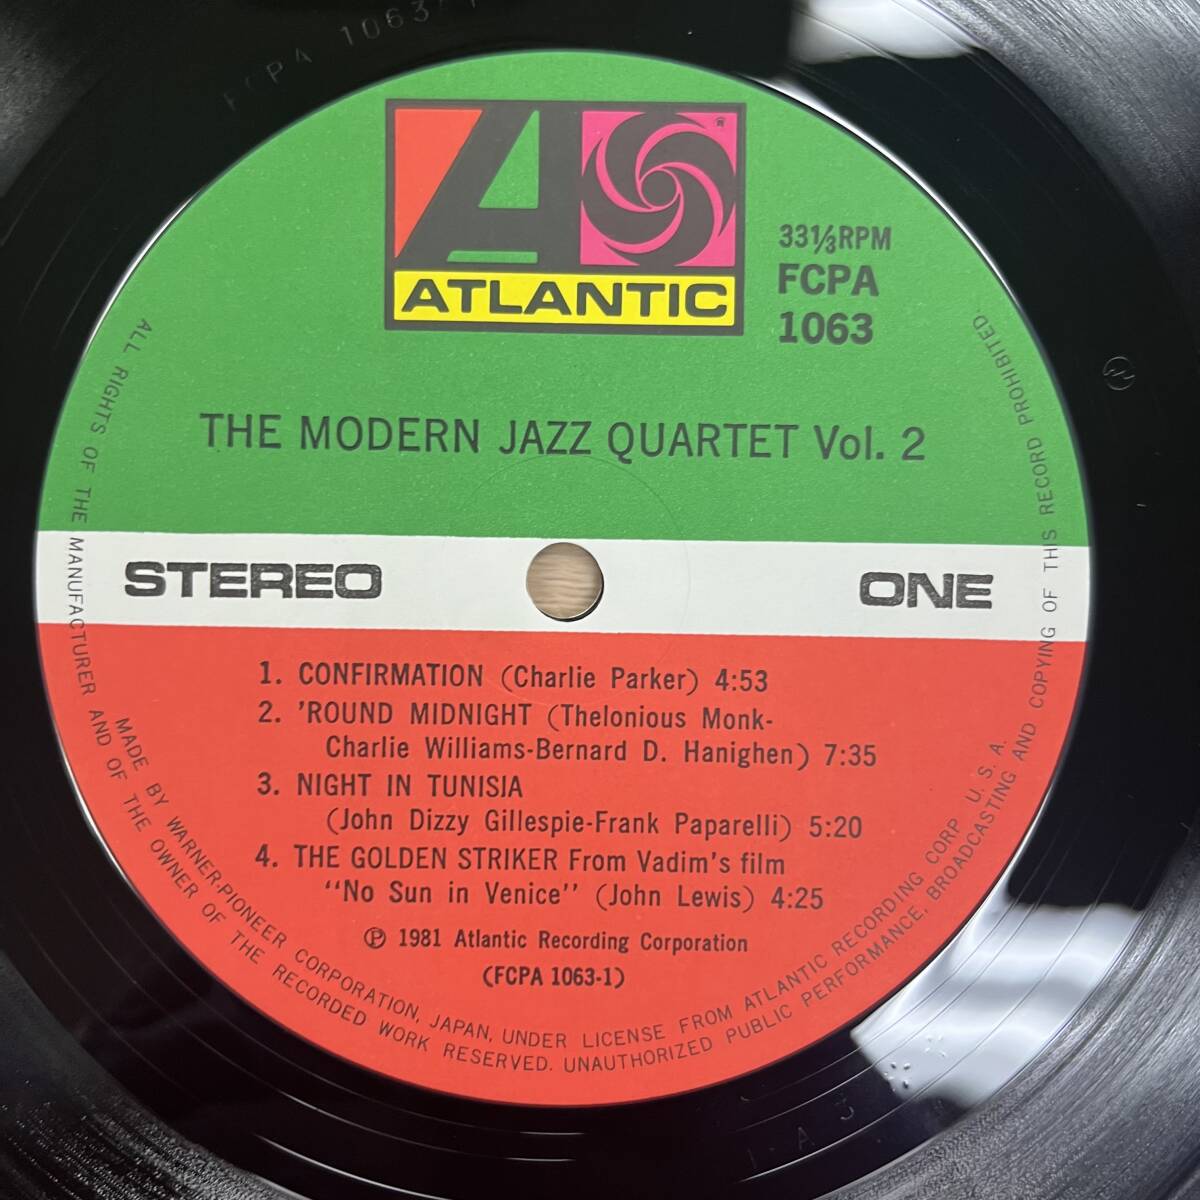 FCPA 1063
ATLANTIC
®
33⅓RPM
FCPA
1063
THE MODERN JAZZ QUARTET Vol. 2
STEREO
ONE
1. CONFIRMATION (Charlie Parker) 4:53
2. 'ROUND MIDNIGHT (Thelonious Monk-
Charlie Williams-Bernard D. Hanighen) 7:35
3. NIGHT IN TUNISIA
(John Dizzy Gillespie-Frank Paparelli) 5:20
4. THE GOLDEN STRIKER From Vadim's film
"No Sun in Venice" (John Lewis) 4:25
℗ 1981 Atlantic Recording Corporation
(FCPA 1063-1)
MADE BY WARNER-PIONEER CORPORATION, JAPAN, UNDER LICENSE FROM ATLANTIC RECORDING CORP U. S. A.
ALL RIGHTS OF THE MANUFACTURER AND OF THE OWNER OF THE RECORDED WORK RESERVED. UNAUTHORIZED PUBLIC PERFORMANCE, BROADCASTING AND COPYING OF THIS RECORD PROHIBITED.